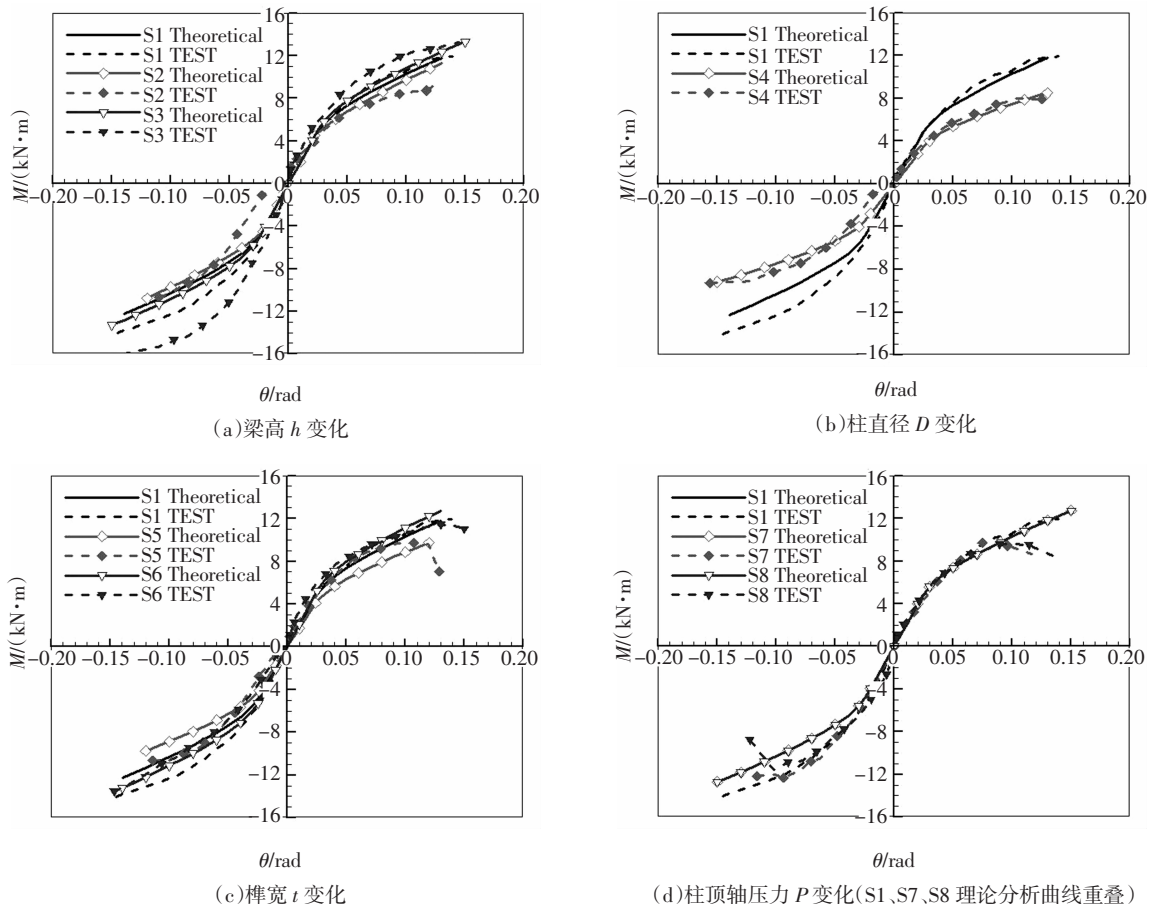 16
12
8
4
0
-4
-8
-12
-16
-0.20 -0.15 -0.10 -0.05 0 0.05 0.10 0.15 0.20
M/(kN·m)
S1 Theoretical
S1 TEST
S2 Theoretical
S2 TEST
S3 Theoretical
S3 TEST
θ/rad
(a)梁高 h 变化
16
12
8
4
0
-4
-8
-12
-16
-0.20 -0.15 -0.10 -0.05 0 0.05 0.10 0.15 0.20
M/(kN·m)
S1 Theoretical
S1 TEST
S4 Theoretical
S4 TEST
θ/rad
(b)柱直径 D 变化
16
12
8
4
0
-4
-8
-12
-16
-0.20 -0.15 -0.10 -0.05 0 0.05 0.10 0.15 0.20
M/(kN·m)
S1 Theoretical
S1 TEST
S5 Theoretical
S5 TEST
S6 Theoretical
S6 TEST
θ/rad
(c)榫宽 t 变化
16
12
8
4
0
-4
-8
-12
-16
-0.20 -0.15 -0.10 -0.05 0 0.05 0.10 0.15 0.20
M/(kN·m)
S1 Theoretical
S1 TEST
S7 Theoretical
S7 TEST
S8 Theoretical
S8 TEST
θ/rad
(d)柱顶轴压力 P 变化(S1、S7、S8 理论分析曲线重叠)